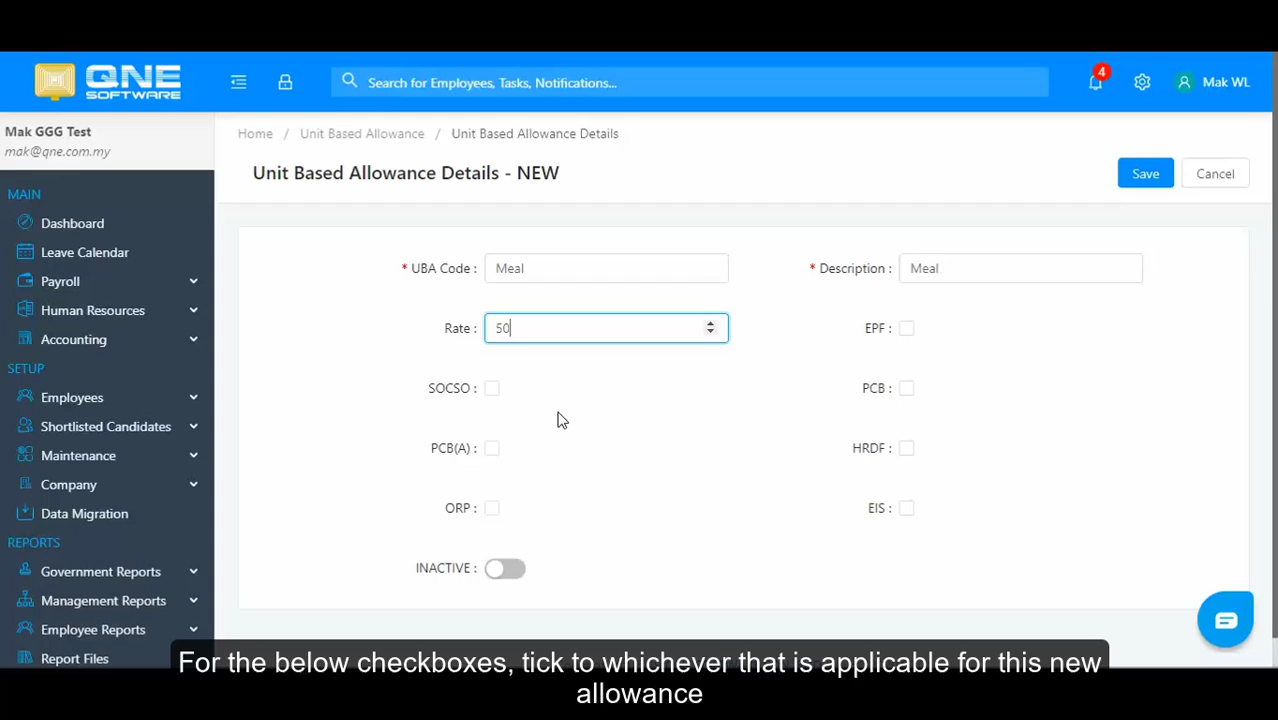 QNE
SOFTWARE
Search for Employees, Tasks, Notifications...
4
Mak WL
Mak GGG Test
mak@qne.com.my
MAIN
Dashboard
Leave Calendar
Payroll
Human Resources
Accounting
SETUP
Employees
Shortlisted Candidates
Maintenance
Company
Data Migration
REPORTS
Government Reports
Management Reports
Employee Reports
Report Files
Home / Unit Based Allowance / Unit Based Allowance Details
Unit Based Allowance Details - NEW
Save
Cancel
* UBA Code : Meal
* Description : Meal
Rate : 50
EPF :
SOCSO :
PCB :
PCB(A) :
HRDF :
ORP :
EIS :
INACTIVE :
For the below checkboxes, tick to whichever that is applicable for this new
allowance